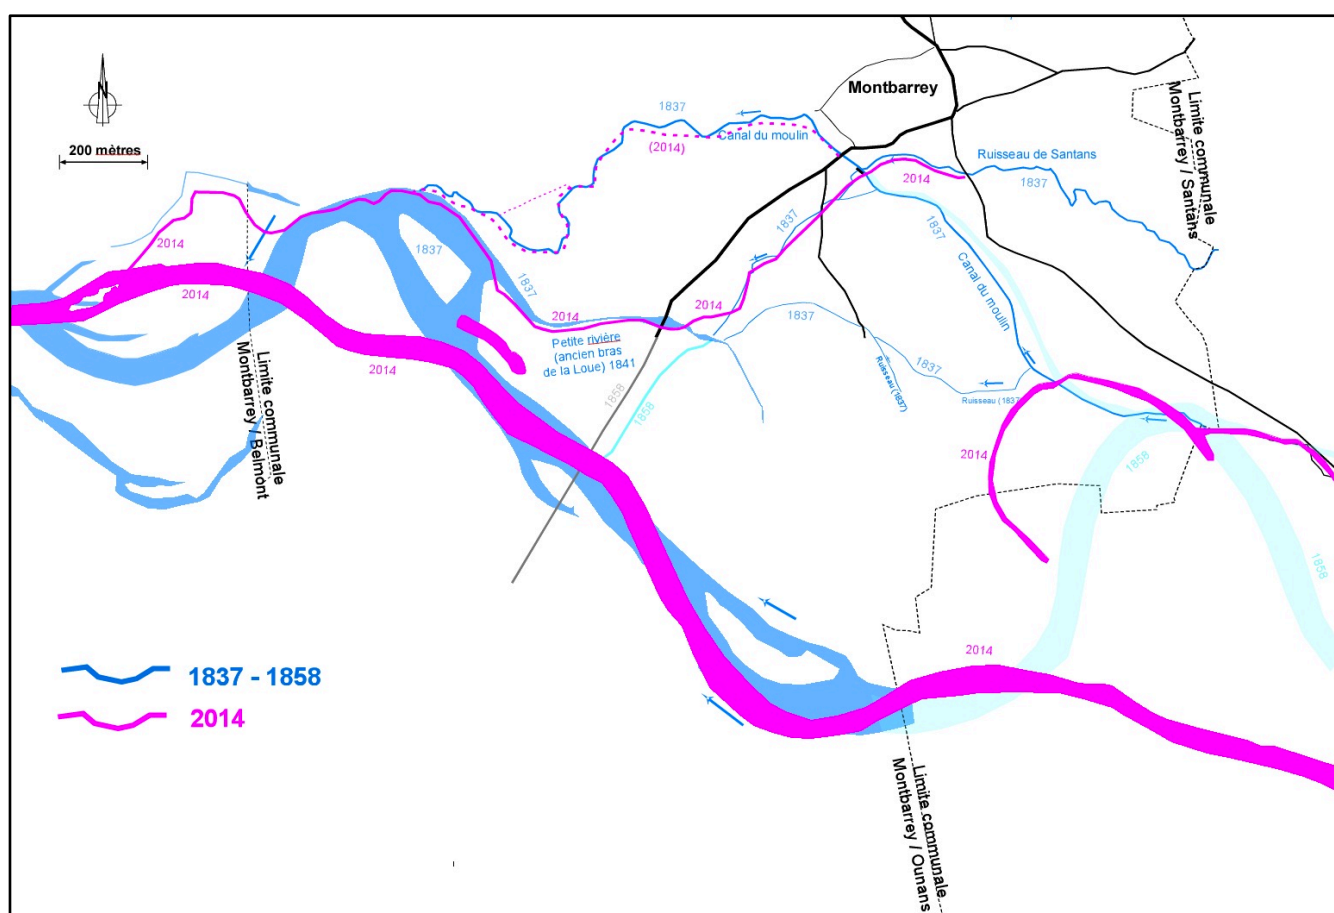 N
200 mètres
1837
Canal du moulin
(2014)
Montbarrey
Limite communale
Montbarrey / Santans
Ruisseau de Santans
1837
2014
1837
1837
Canal du moulin
2014
2014
1837
1837
2014
2014
1837
1837
Petite rivière
(ancien bras
de la Loue) 1841
Ruisseau (1837)
Ruisseau (1837
1858
1858
2014
Limite communale
Montbarrey / Belmont
2014
1858
1858
2014
1837 - 1858
2014
Limite communale
Montbarrey / Ounans